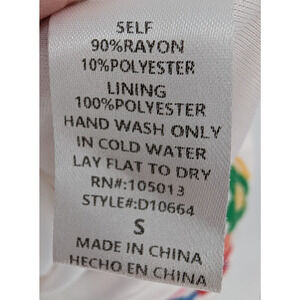 SELF
90%RAYON
10%POLYESTER
LINING
100%POLYESTER
HAND WASH ONLY
IN COLD WATER
LAY FLAT TO DRY
RN#:105013
STYLE#:D10664
S
MADE IN CHINA
HECHO EN CHINA